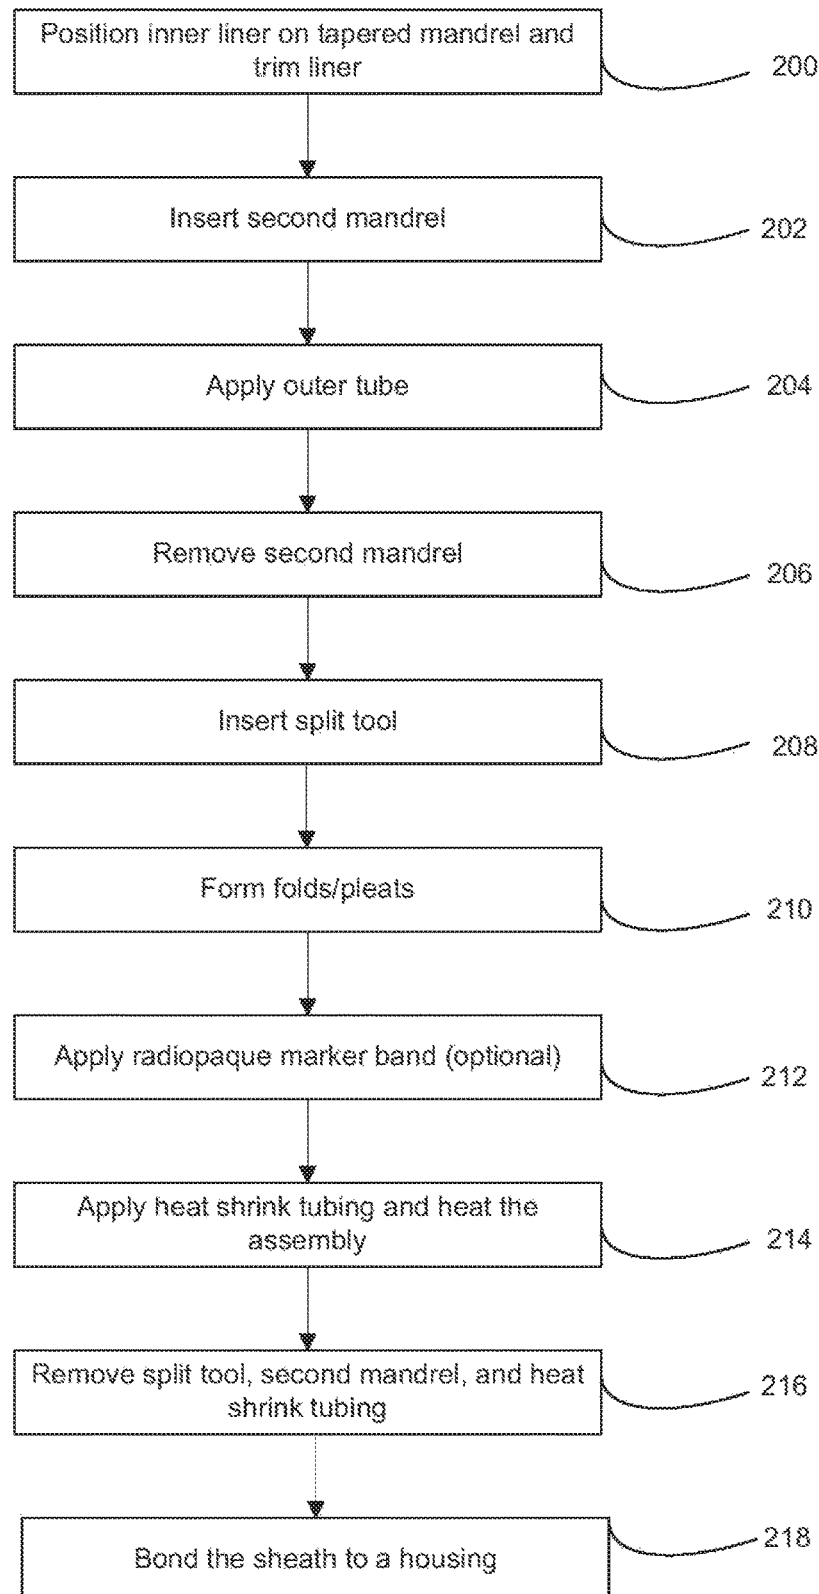 Position inner liner on tapered mandrel and
trim liner
200
Insert second mandrel
202
Apply outer tube
204
Remove second mandrel
206
Insert split tool
208
Form folds/pleats
210
Apply radiopaque marker band (optional)
212
Apply heat shrink tubing and heat the
assembly
214
Remove split tool, second mandrel, and heat
shrink tubing
216
Bond the sheath to a housing
218